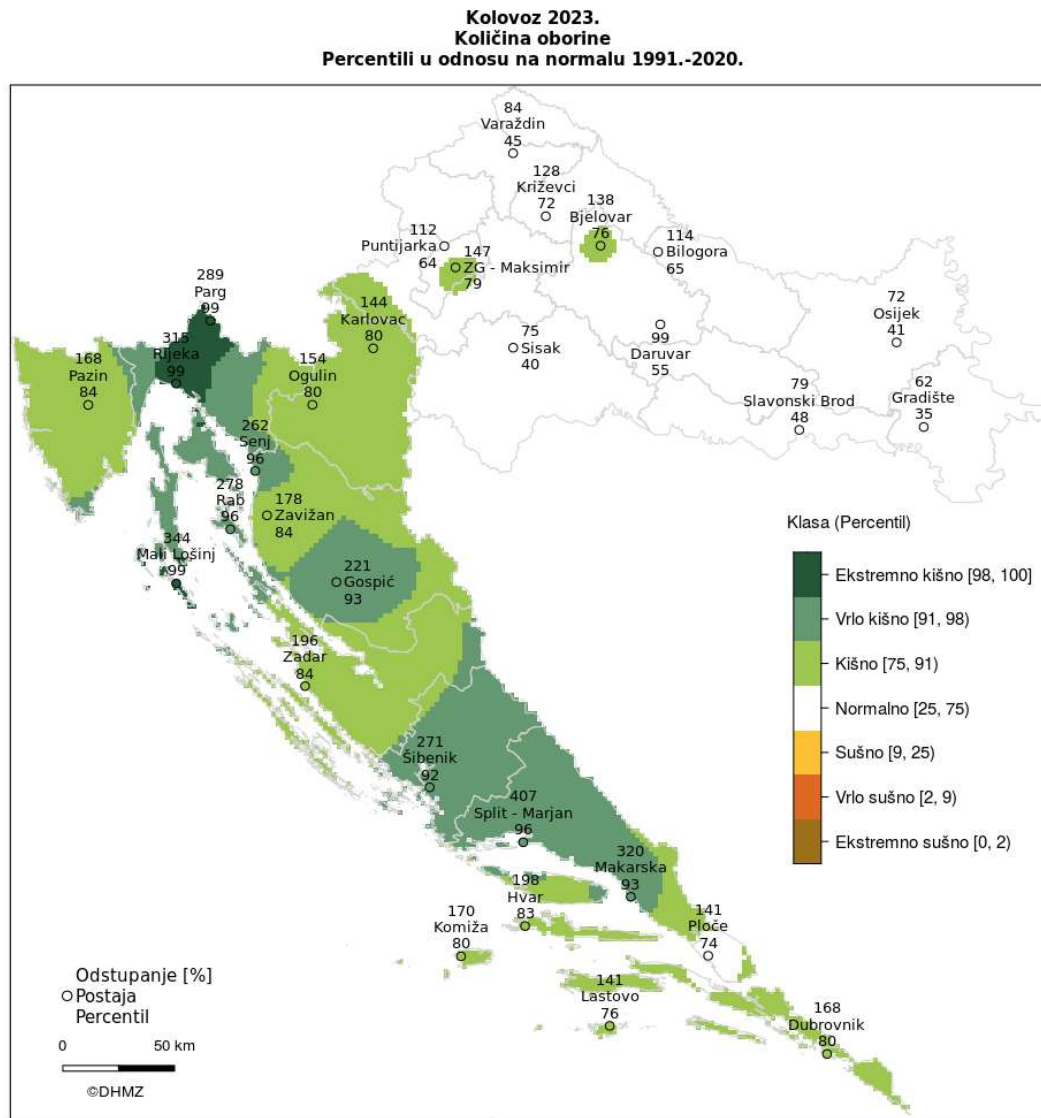 Kolovoz 2023.
Količina oborine
Percentili u odnosu na normalu 1991.-2020.
84
Varaždin
45
128
Križevci
72
138
Bjelovar
76
112
Puntijarka
64
147
ZG - Maksimir
79
114
Bilogora
65
289
Parg
99
144
Karlovac
80
72
Osijek
41
315
Rijeka
99
75
Sisak
40
99
Daruvar
55
168
Pazin
84
154
Ogulin
80
79
Slavonski Brod
48
62
Gradište
35
262
Senj
96
278
Rab
96
178
Zavižan
84
344
Mali Lošinj
99
221
Gospić
93
196
Zadar
84
271
Šibenik
92
407
Split - Marjan
96
320
Makarska
93
198
Hvar
83
170
Komiža
80
141
Ploče
74
141
Lastovo
76
168
Dubrovnik
80
Klasa (Percentil)
Ekstremno kišno [98, 100]
Vrlo kišno [91, 98)
Kišno [75, 91)
Normalno [25, 75)
Sušno [9, 25)
Vrlo sušno [2, 9)
Ekstremno sušno [0, 2)
Odstupanje [%]
Postaja
Percentil
0 50 km
©DHMZ